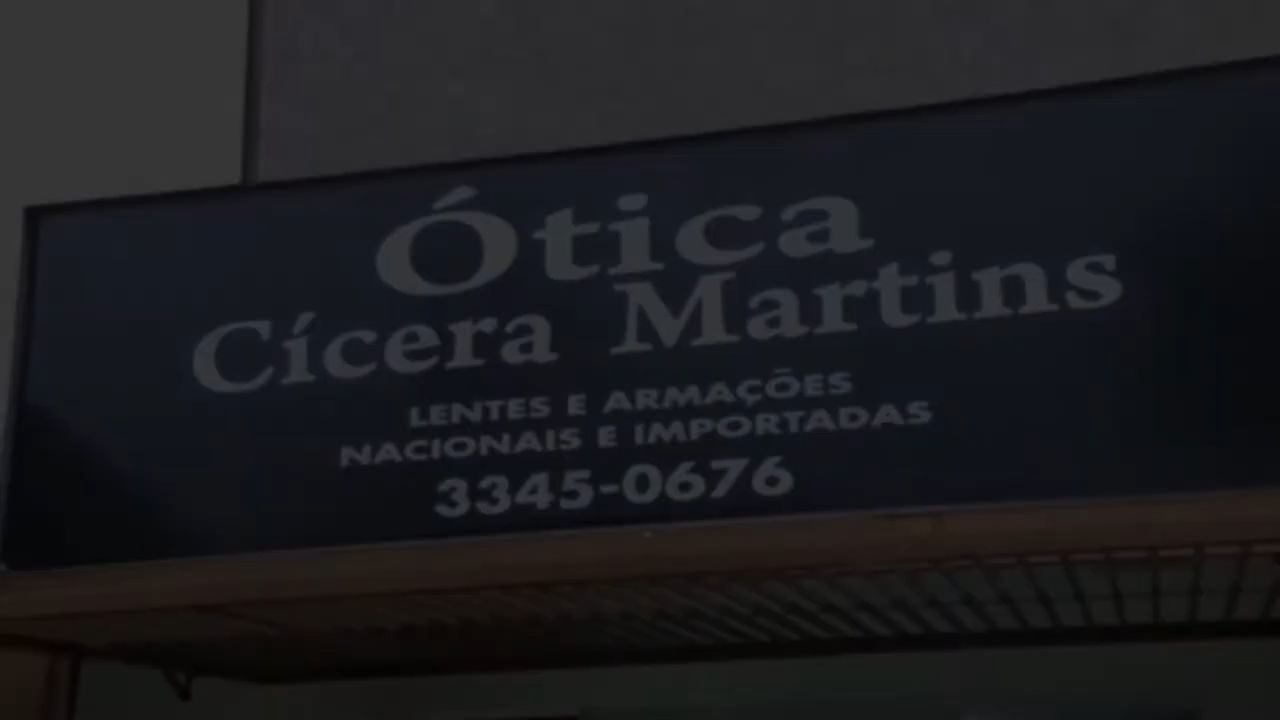 Ótica
Cícera Martins
LENTES E ARMAÇÕES
NACIONAIS E IMPORTADAS
3345-0676